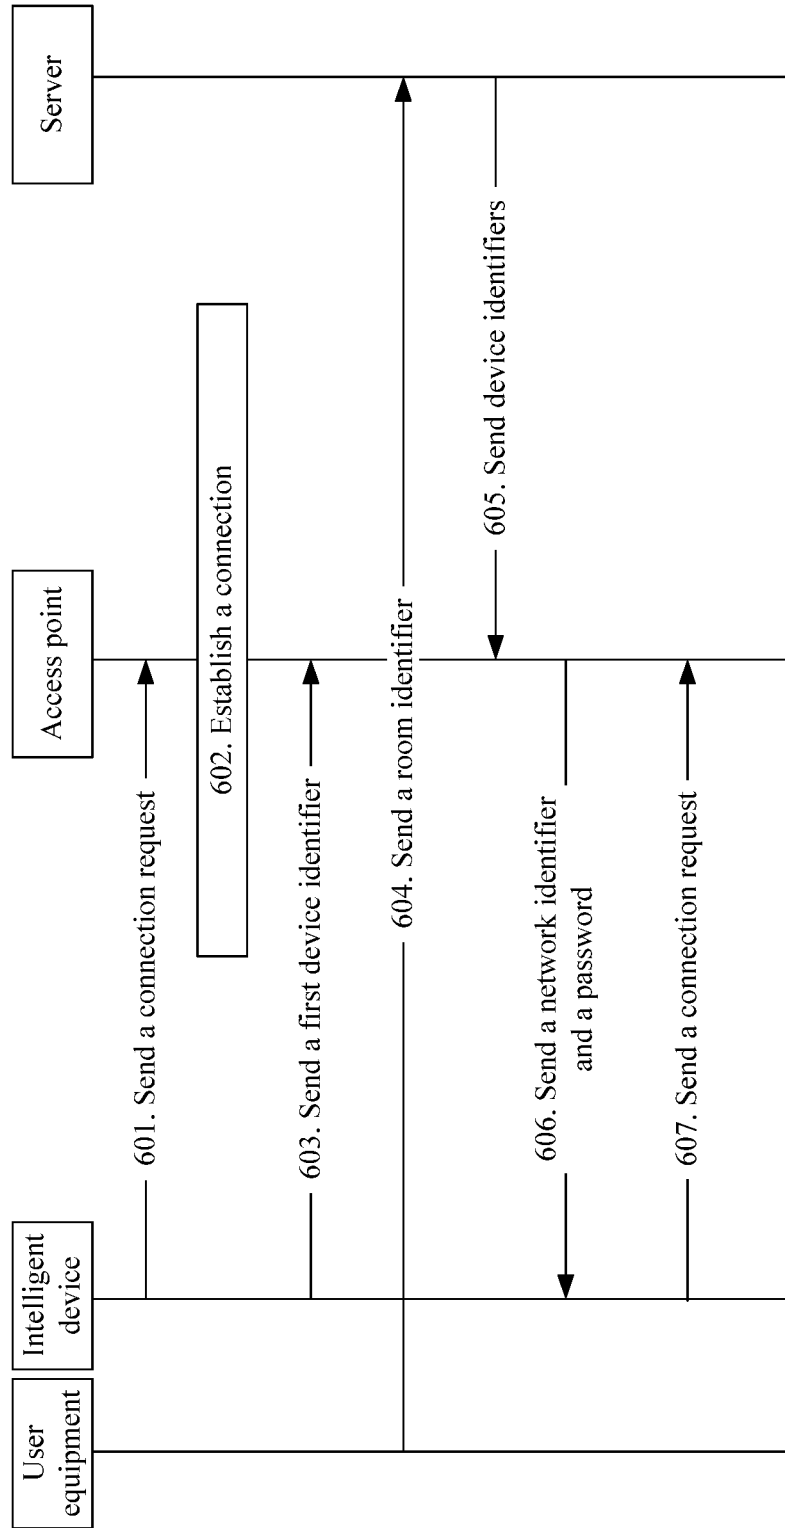 User
equipment
Intelligent
device
Access point
Server
601. Send a connection request
602. Establish a connection
603. Send a first device identifier
604. Send a room identifier
605. Send device identifiers
606. Send a network identifier
and a password
607. Send a connection request